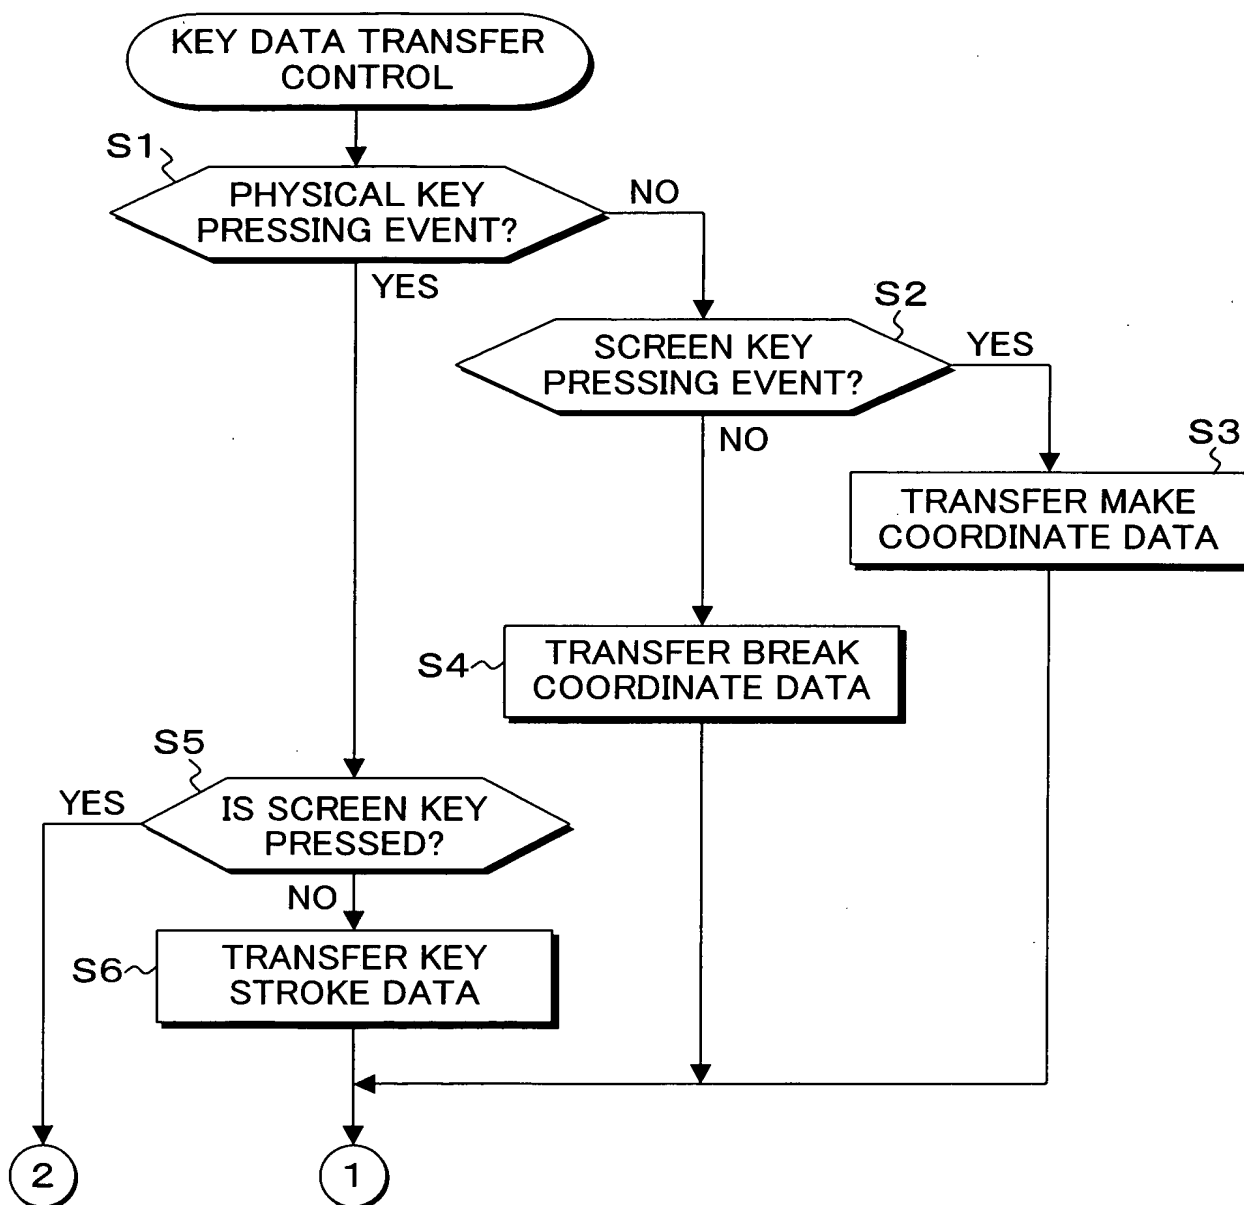 KEY DATA TRANSFER
CONTROL
S1
PHYSICAL KEY
PRESSING EVENT?
NO
YES
S2
SCREEN KEY
PRESSING EVENT?
YES
NO
S3
TRANSFER MAKE
COORDINATE DATA
S4
TRANSFER BREAK
COORDINATE DATA
S5
YES
IS SCREEN KEY
PRESSED?
NO
S6
TRANSFER KEY
STROKE DATA
2
1